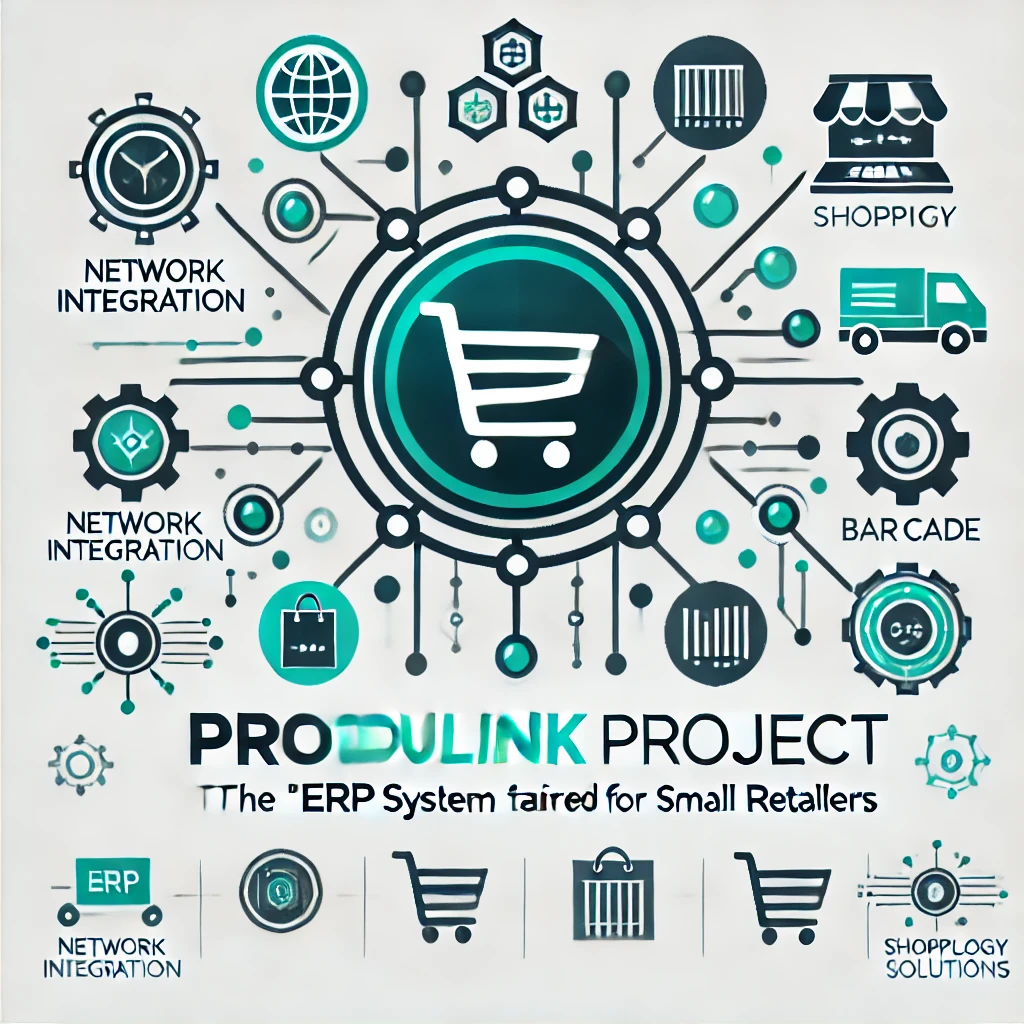 SHOPPIGY
NETWORK
INTEGRATION
BAR CADE
NETWORK
INTEGRATION
PRODULINK PROJECT
TThe "ERP System faired for Small Retallers
ERP
NETWORK
INTEGRATION
SHOPPLOGY
SOLUTIONS